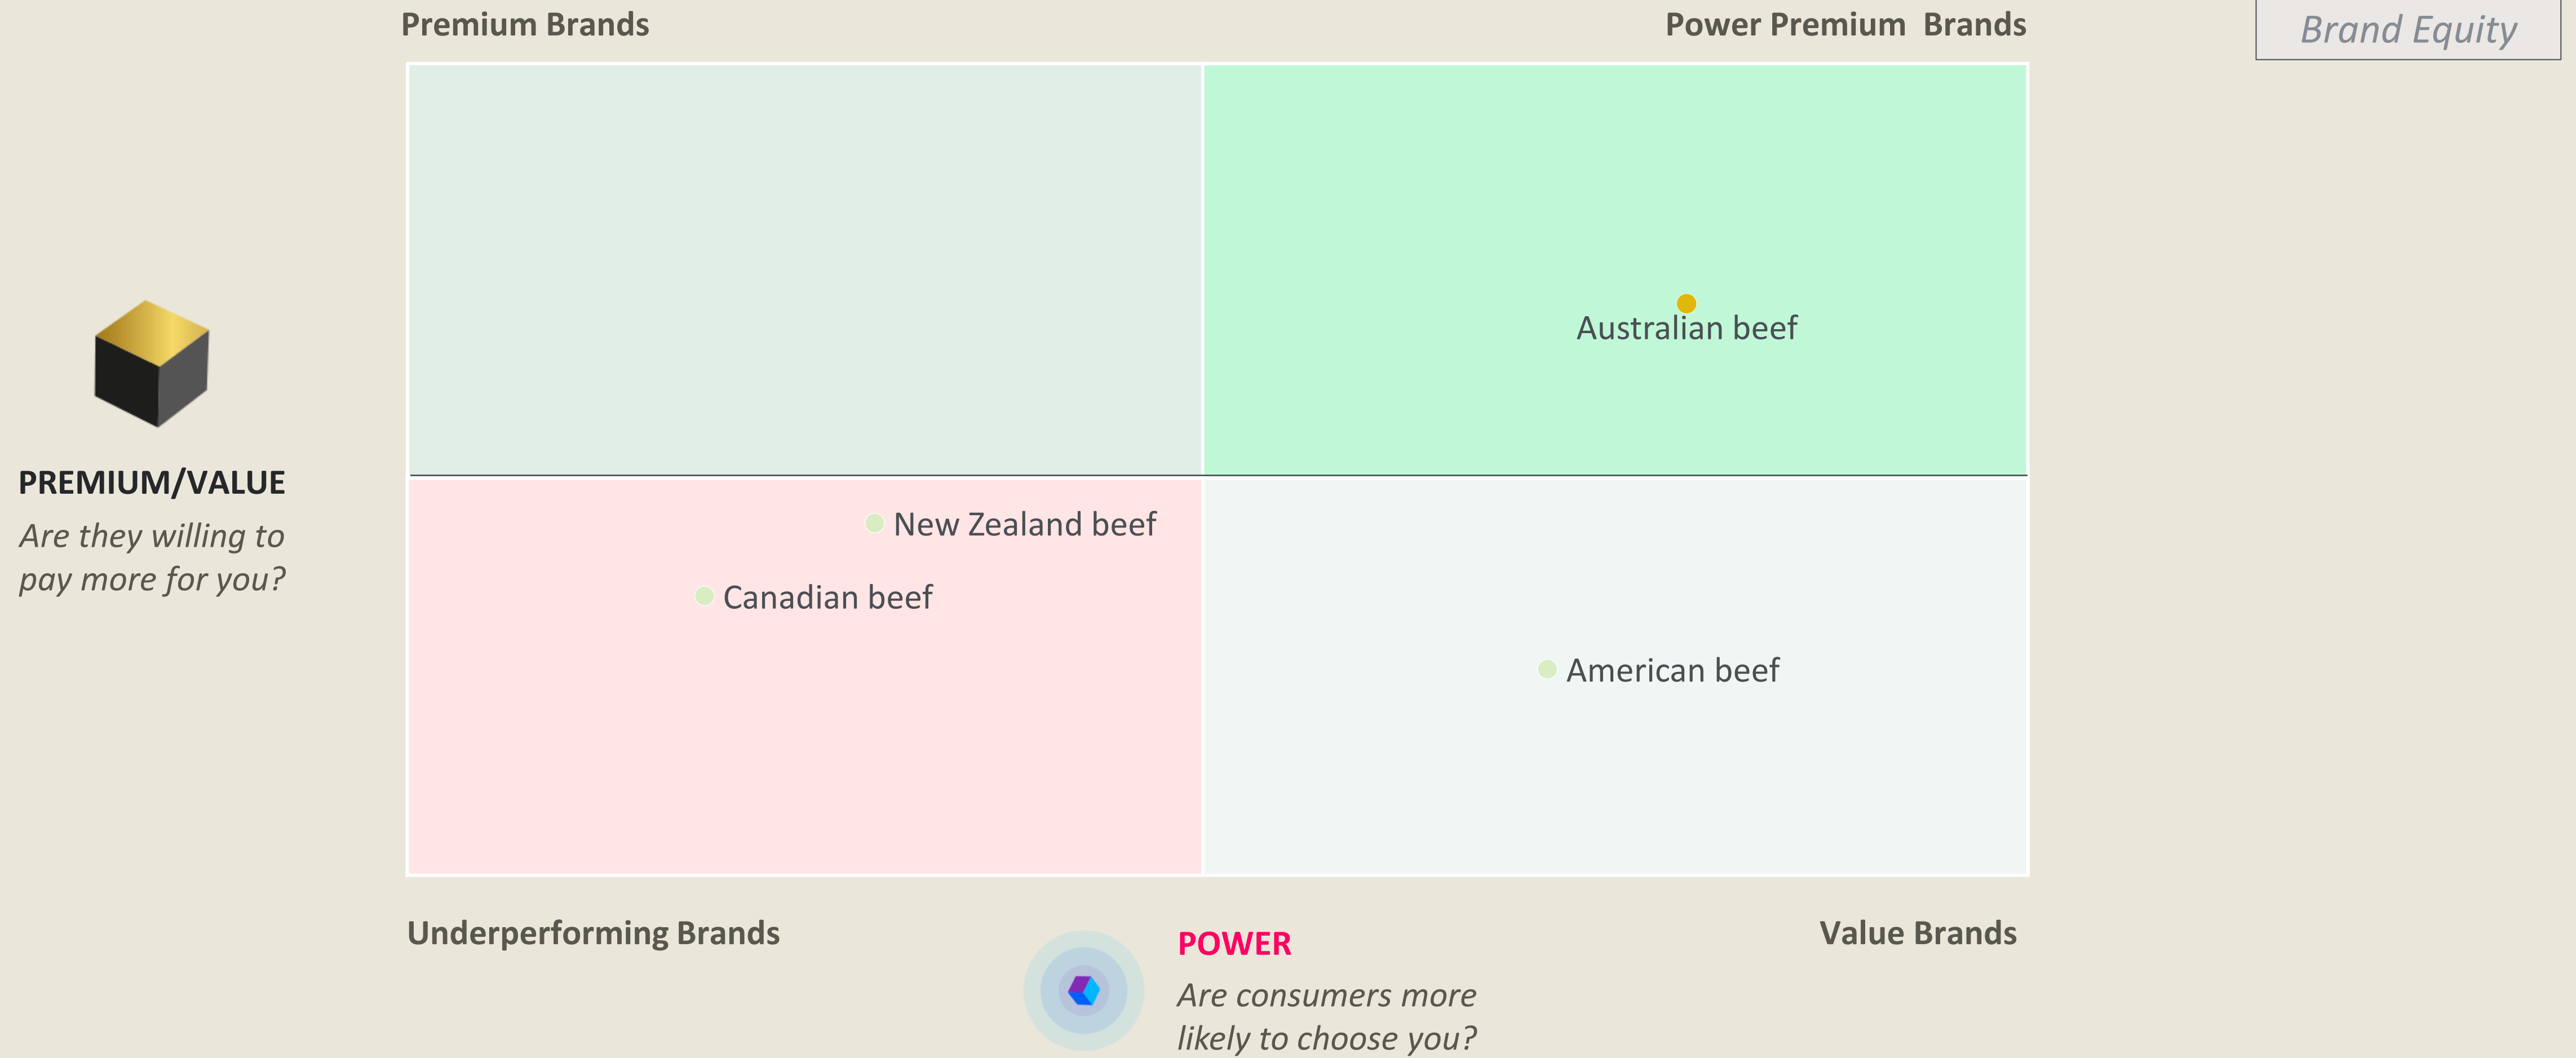 Premium Brands
Power Premium  Brands
Brand Equity
Australian beef
PREMIUM/VALUE
Are they willing to
pay more for you?
New Zealand beef
Canadian beef
American beef
Underperforming Brands
Value Brands
POWER
Are consumers more
likely to choose you?